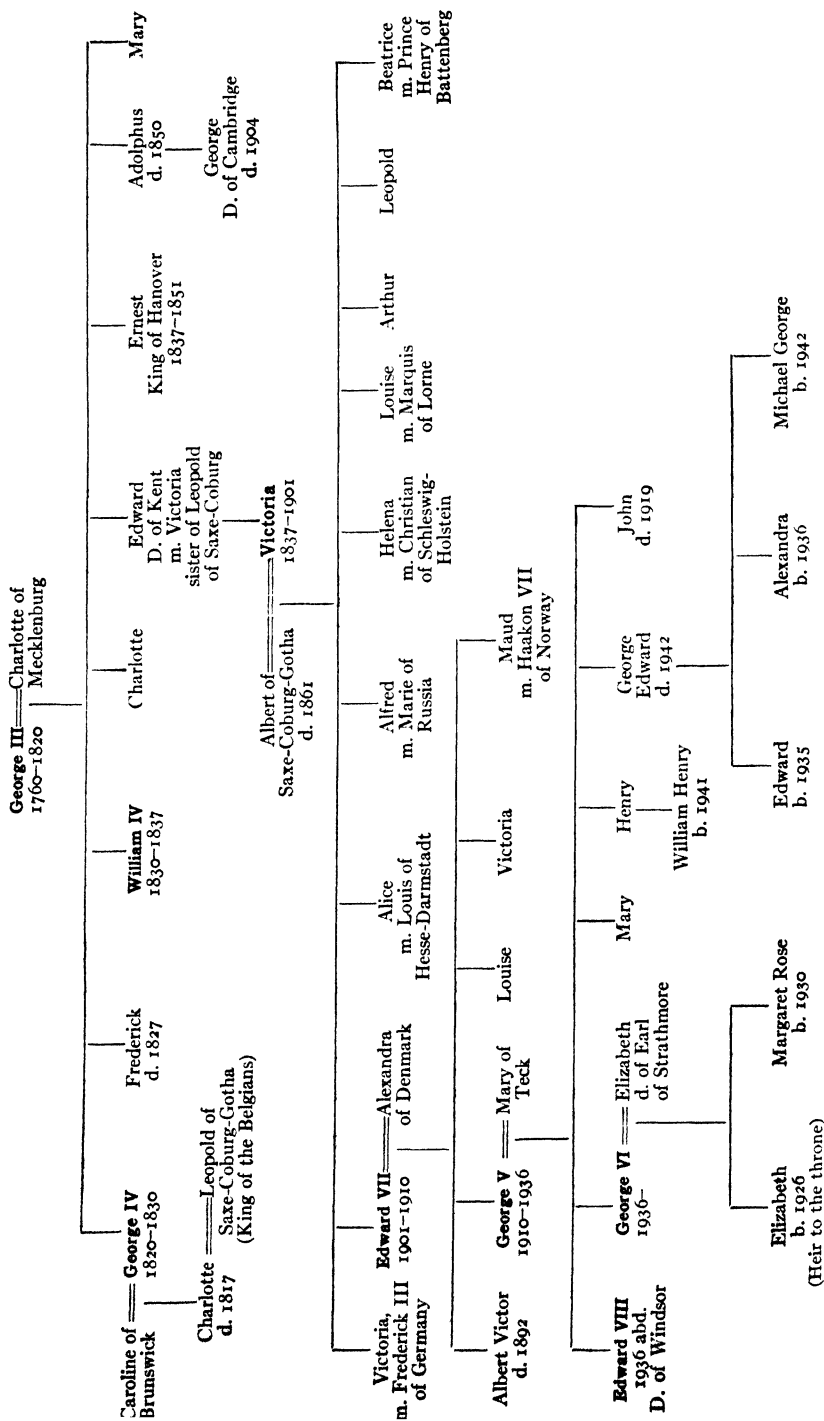 George III = Charlotte of
1760–1820 Mecklenburg
Caroline of = George IV
Brunswick 1820–1830
Frederick
d. 1827
William IV
1830–1837
Charlotte
Edward
D. of Kent
m. Victoria
sister of Leopold
of Saxe-Coburg
Ernest
King of Hanover
1837–1851
Adolphus
d. 1850
Mary
Charlotte = Leopold of
d. 1817 Saxe-Coburg-Gotha
(King of the Belgians)
Albert of = Victoria
Saxe-Coburg-Gotha 1837–1901
d. 1861
George
D. of Cambridge
d. 1904
Victoria,
m. Frederick III
of Germany
Edward VII = Alexandra
1901–1910 of Denmark
Alice
m. Louis of
Hesse-Darmstadt
Alfred
m. Marie of
Russia
Helena
m. Christian
of Schleswig-
Holstein
Louise
m. Marquis
of Lorne
Arthur
Leopold
Beatrice
m. Prince
Henry of
Battenberg
Albert Victor
d. 1892
George V = Mary of
1910–1936 Teck
Louise
Victoria
Maud
m. Haakon VII
of Norway
Edward VIII
1936 abd.
D. of Windsor
George VI = Elizabeth
1936– d. of Earl
of Strathmore
Mary
Henry
George
Edward
d. 1942
John
d. 1919
William Henry
b. 1941
Elizabeth
b. 1926
(Heir to the throne)
Margaret Rose
b. 1930
Edward
b. 1935
Alexandra
b. 1936
Michael George
b. 1942